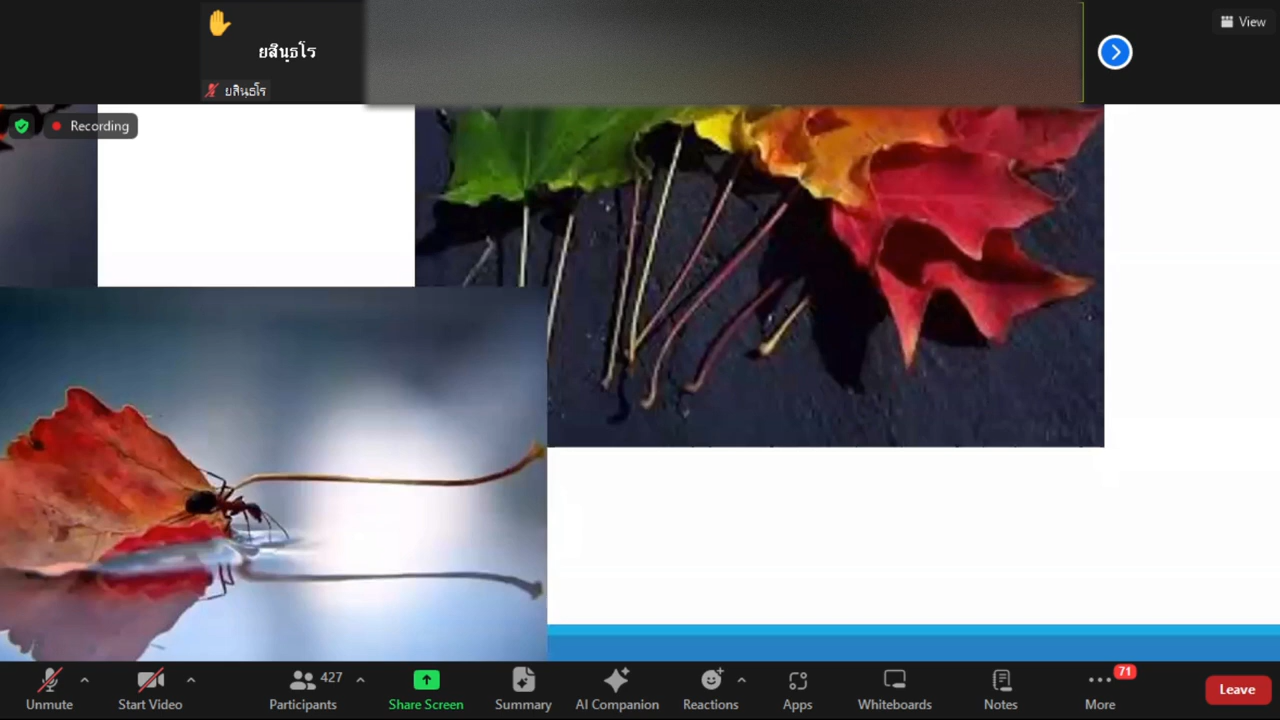 ยสินฺธโร
View
ยสินฺธโร
Recording
427
71
Unmute
Start Video
Participants
Share Screen
Summary
AI Companion
Reactions
Apps
Whiteboards
Notes
More
Leave